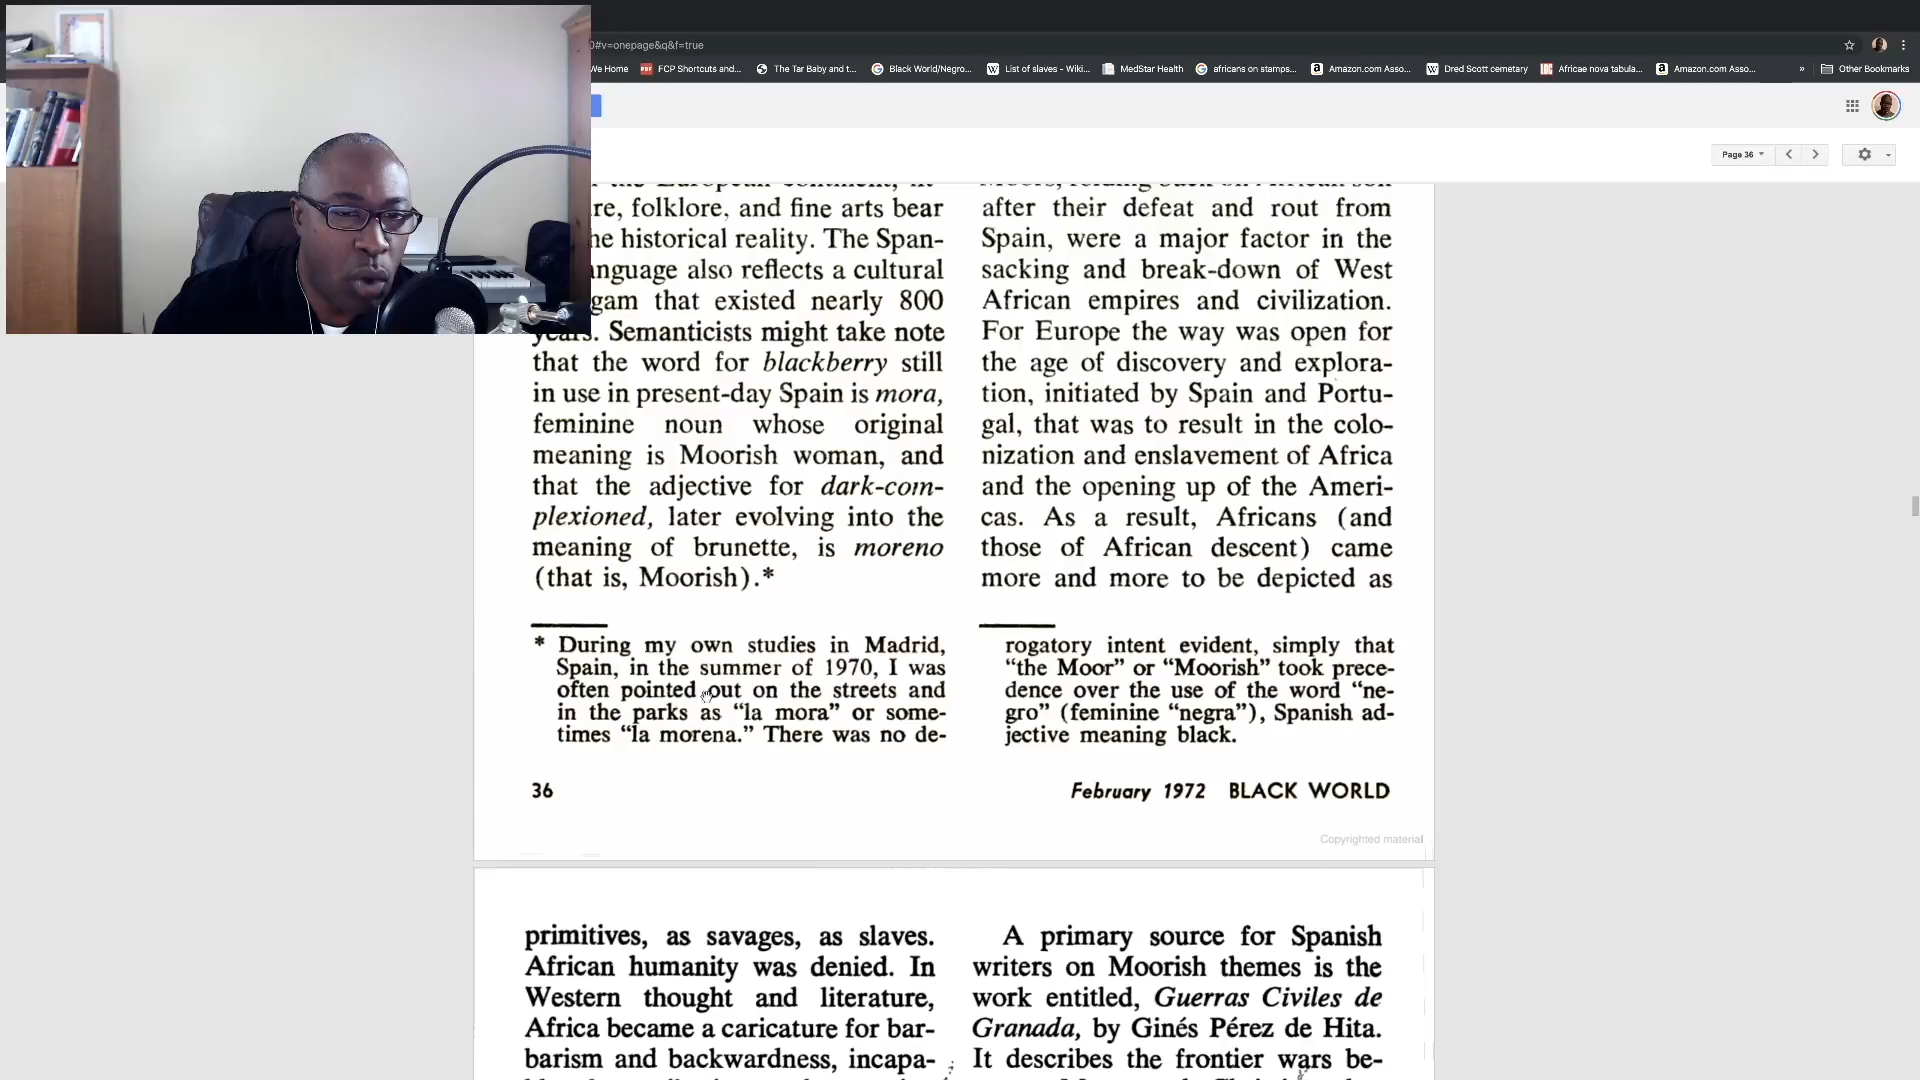 0#v=onepage&q&f=true
We Home
FCP Shortcuts and...
The Tar Baby and t...
Black World/Negro...
List of slaves - Wiki...
MedStar Health
africans on stamps...
Amazon.com Asso...
Dred Scott cemetary
Africae nova tabula...
Amazon.com Asso...
»
Other Bookmarks
Page 36
re, folklore, and fine arts bear
he historical reality. The Span-
nguage also reflects a cultural
gam that existed nearly 800
years. Semanticists might take note
that the word for blackberry still
in use in present-day Spain is mora,
feminine noun whose original
meaning is Moorish woman, and
that the adjective for dark-com-
plexioned, later evolving into the
meaning of brunette, is moreno
(that is, Moorish).*
* During my own studies in Madrid,
Spain, in the summer of 1970, I was
often pointed out on the streets and
in the parks as “la mora” or some-
times “la morena.” There was no de-
after their defeat and rout from
Spain, were a major factor in the
sacking and break-down of West
African empires and civilization.
For Europe the way was open for
the age of discovery and explora-
tion, initiated by Spain and Portu-
gal, that was to result in the colo-
nization and enslavement of Africa
and the opening up of the Ameri-
cas. As a result, Africans (and
those of African descent) came
more and more to be depicted as
rogatory intent evident, simply that
“the Moor” or “Moorish” took prece-
dence over the use of the word “ne-
gro” (feminine “negra”), Spanish ad-
jective meaning black.
36
February 1972 BLACK WORLD
Copyrighted material
primitives, as savages, as slaves.
African humanity was denied. In
Western thought and literature,
Africa became a caricature for bar-
barism and backwardness, incapa-
A primary source for Spanish
writers on Moorish themes is the
work entitled, Guerras Civiles de
Granada, by Ginés Pérez de Hita.
It describes the frontier wars be-